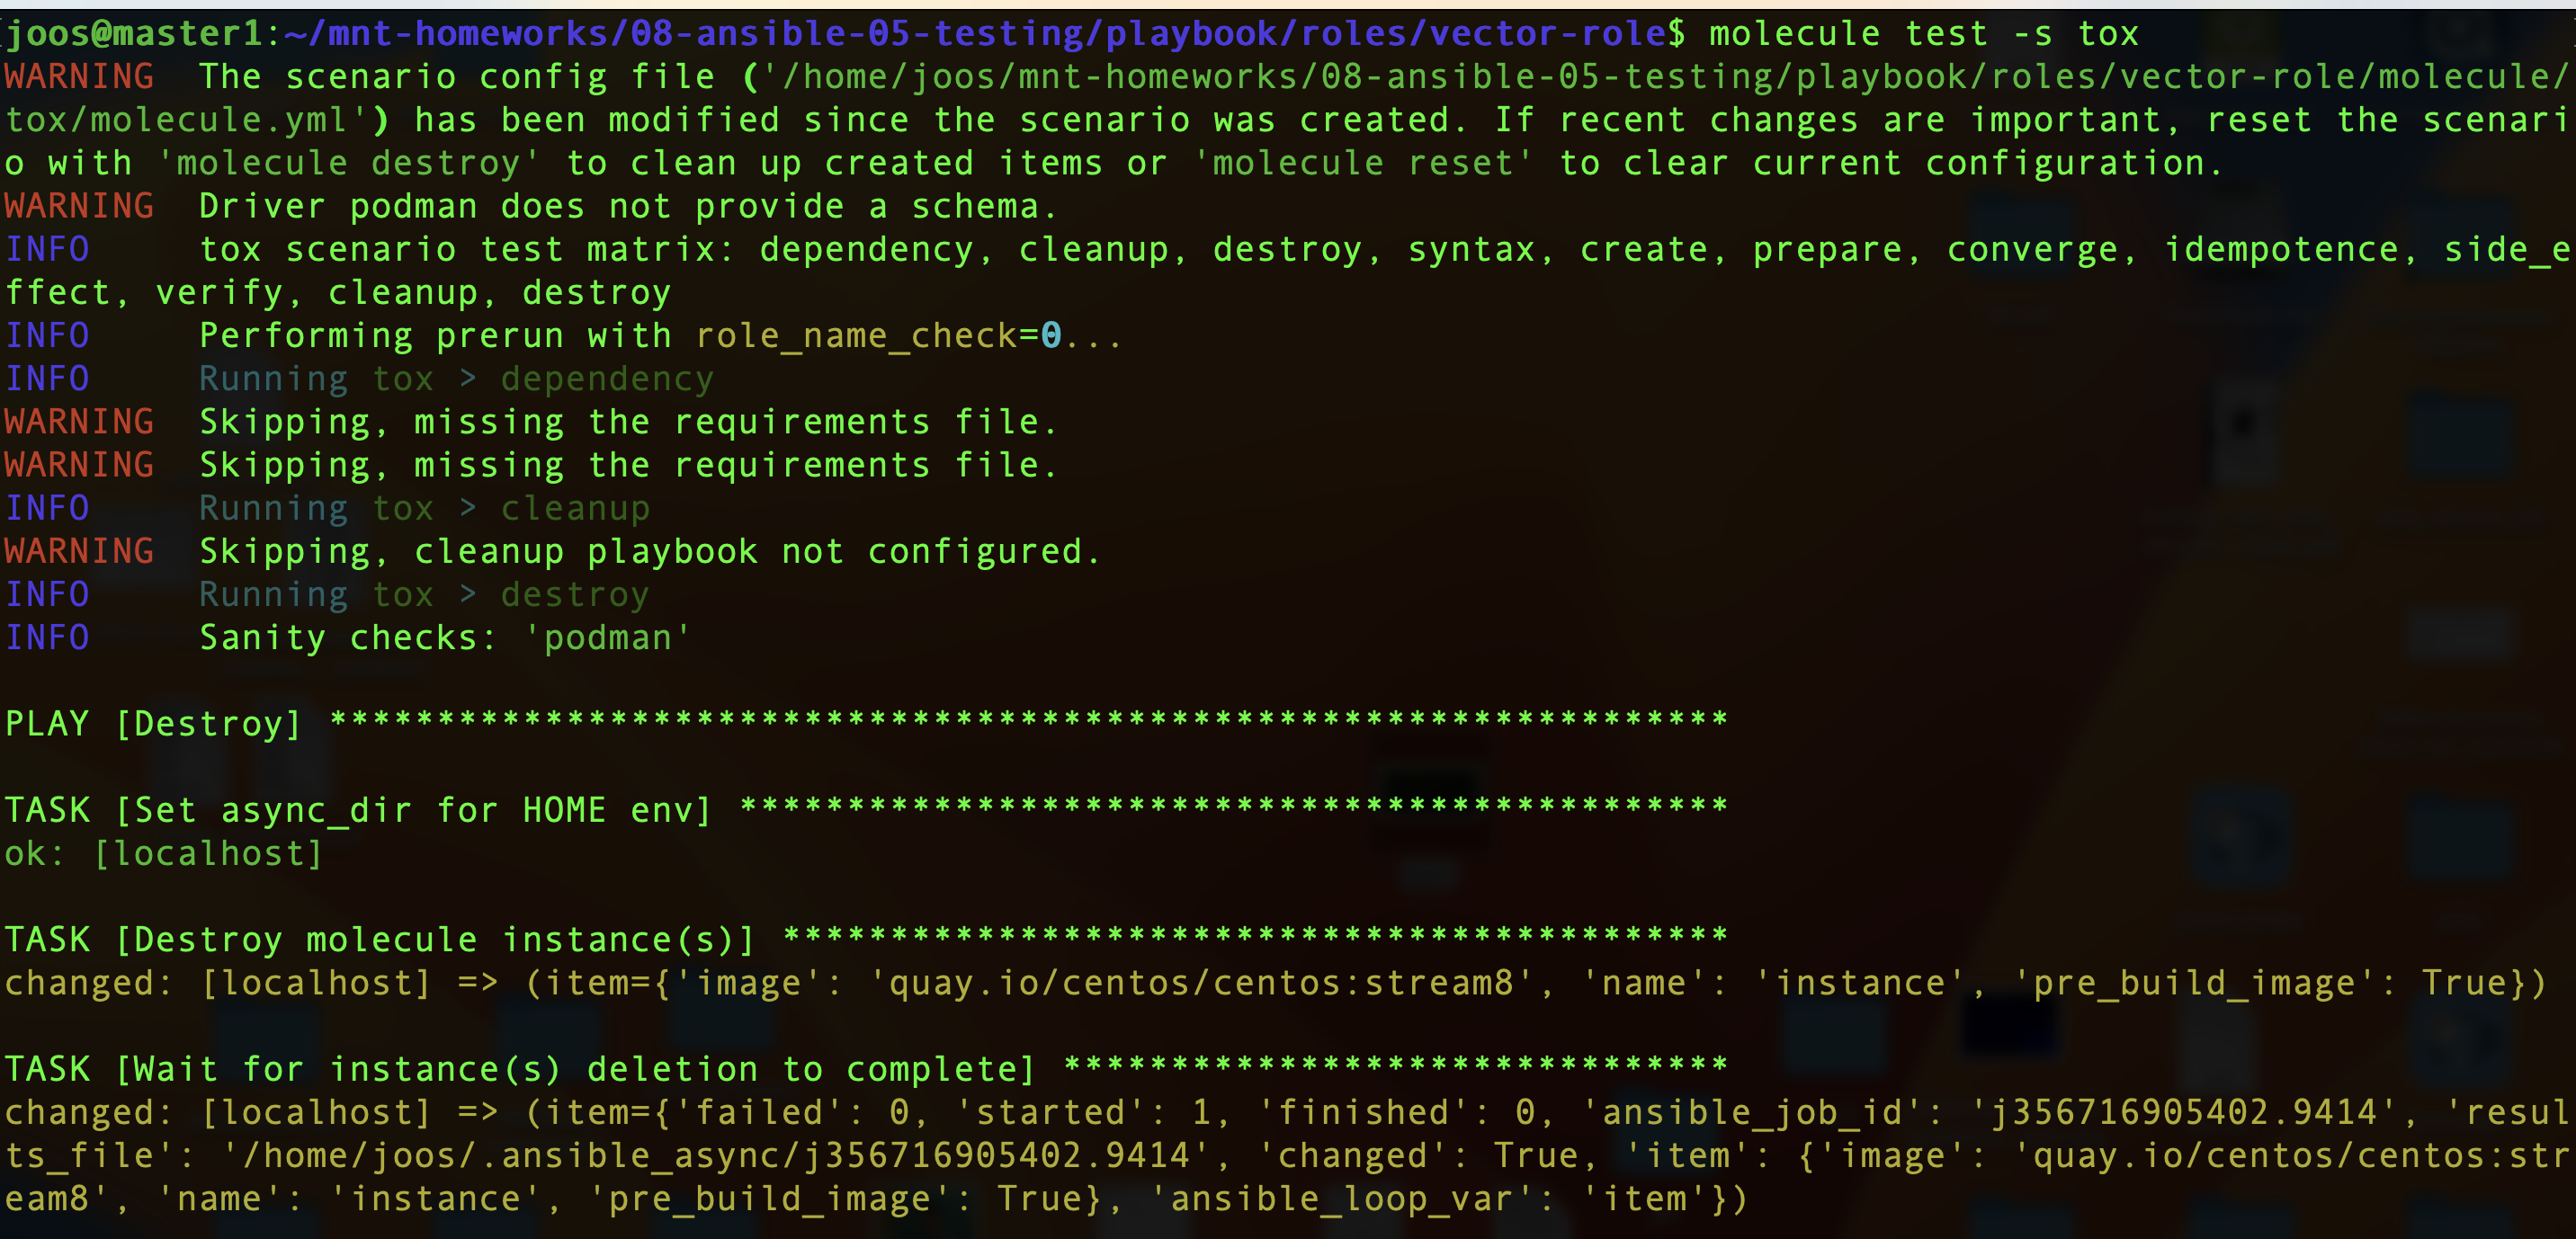 joos@master1:~/mnt-homeworks/08-ansible-05-testing/playbook/roles/vector-role$ molecule test -s tox
WARNING  The scenario config file ('/home/joos/mnt-homeworks/08-ansible-05-testing/playbook/roles/vector-role/molecule/
tox/molecule.yml') has been modified since the scenario was created. If recent changes are important, reset the scenari
o with 'molecule destroy' to clean up created items or 'molecule reset' to clear current configuration.
WARNING  Driver podman does not provide a schema.
INFO     tox scenario test matrix: dependency, cleanup, destroy, syntax, create, prepare, converge, idempotence, side_e
ffect, verify, cleanup, destroy
INFO     Performing prerun with role_name_check=0...
INFO     Running tox > dependency
WARNING  Skipping, missing the requirements file.
WARNING  Skipping, missing the requirements file.
INFO     Running tox > cleanup
WARNING  Skipping, cleanup playbook not configured.
INFO     Running tox > destroy
INFO     Sanity checks: 'podman'
PLAY [Destroy] *****************************************************************
TASK [Set async_dir for HOME env] **********************************************
ok: [localhost]
TASK [Destroy molecule instance(s)] ********************************************
changed: [localhost] => (item={'image': 'quay.io/centos/centos:stream8', 'name': 'instance', 'pre_build_image': True})
TASK [Wait for instance(s) deletion to complete] *******************************
changed: [localhost] => (item={'failed': 0, 'started': 1, 'finished': 0, 'ansible_job_id': 'j356716905402.9414', 'resul
ts_file': '/home/joos/.ansible_async/j356716905402.9414', 'changed': True, 'item': {'image': 'quay.io/centos/centos:str
eam8', 'name': 'instance', 'pre_build_image': True}, 'ansible_loop_var': 'item'})